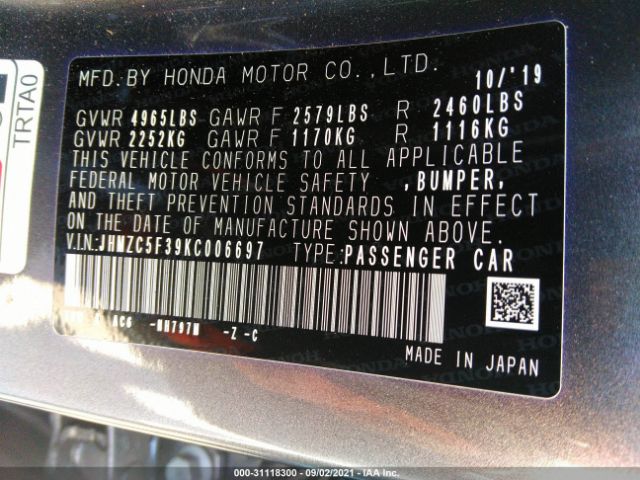 TRTA0
MFD.BY HONDA MOTOR CO.,LTD. 10/'19
GVWR 4965LBS GAWR F 2579LBS R 2460LBS
GVWR 2252KG GAWR F 1170KG R 1116KG
THIS VEHICLE CONFORMS TO ALL APPLICABLE
FEDERAL MOTOR VEHICLE SAFETY ,BUMPER,
AND THEFT PREVENTION STANDARDS IN EFFECT
ON THE DATE OF MANUFACTURE SHOWN ABOVE.
V.I.N:JHMZC5F39KC006697 TYPE:PASSENGER CAR
AC6 -NH797M -Z -C
MADE IN JAPAN
000-31118300 - 09/02/2021 - IAA Inc.